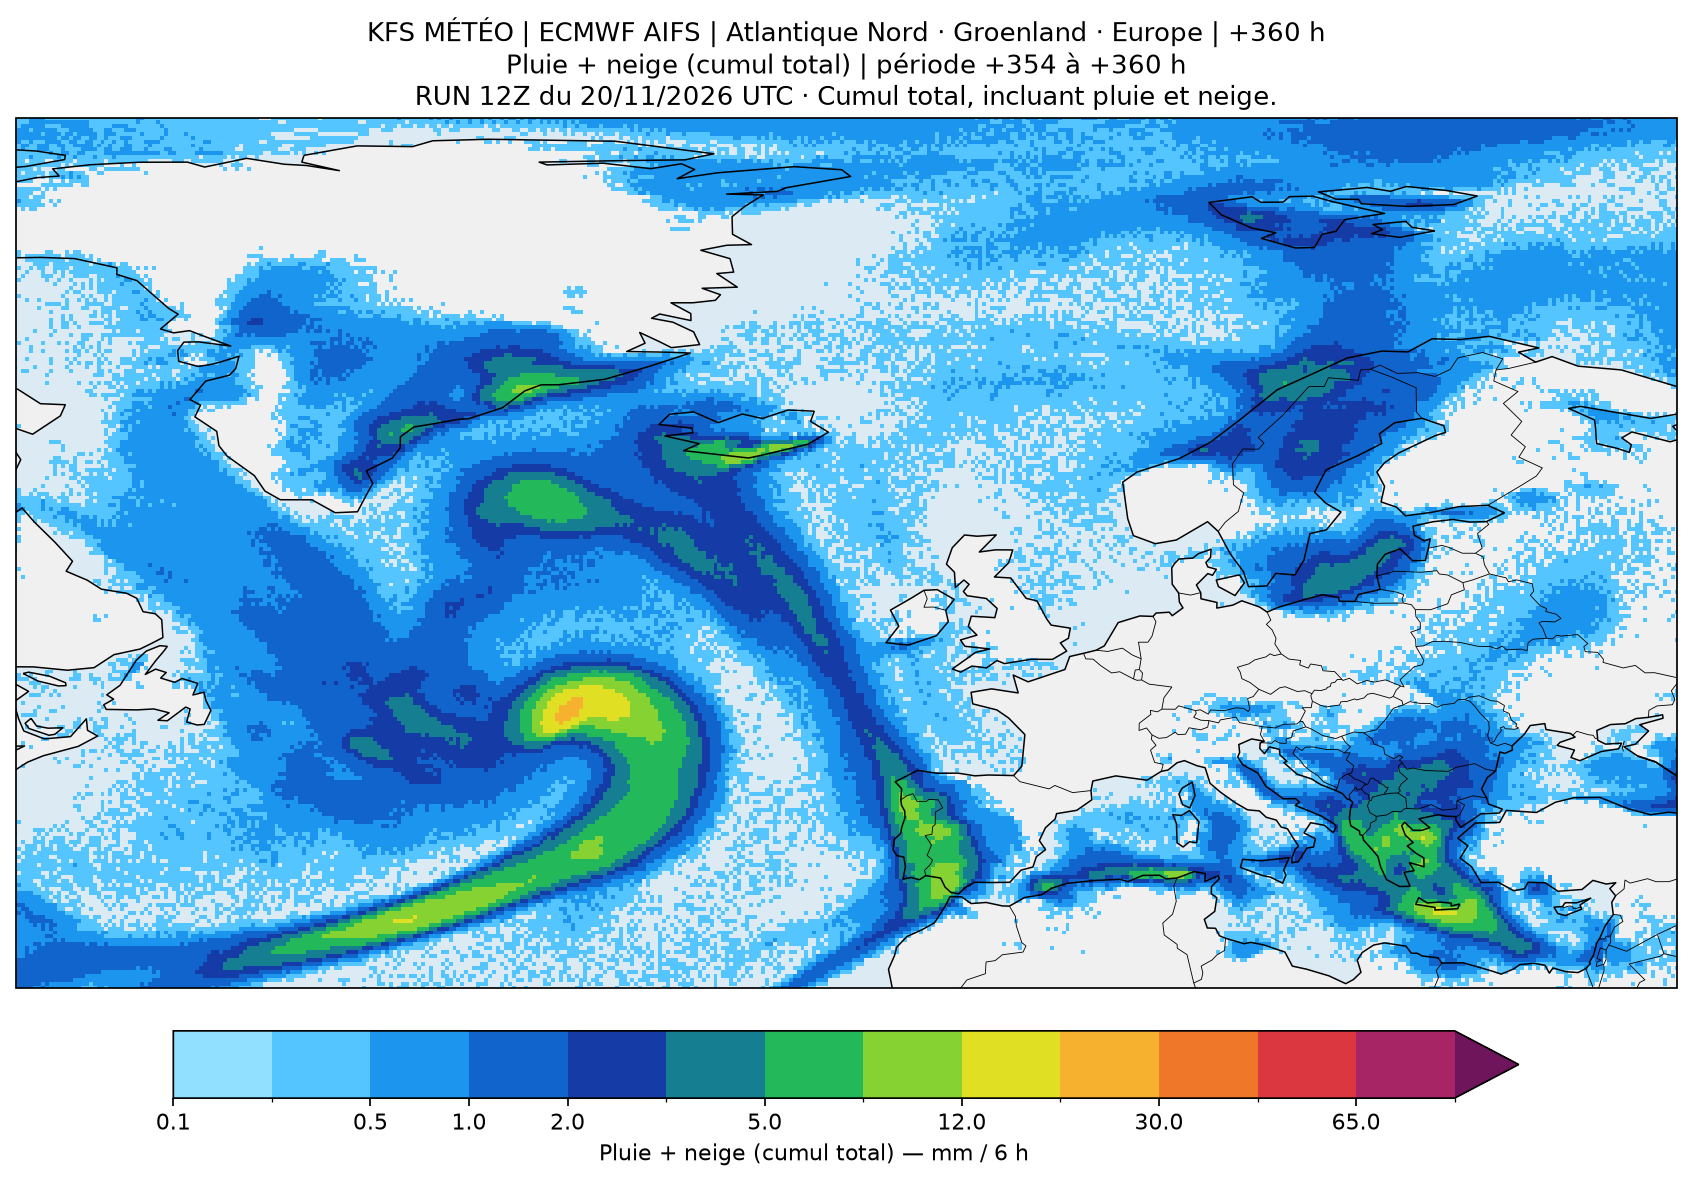 KFS MÉTÉO | ECMWF AIFS | Atlantique Nord · Groenland · Europe | +360 h
Pluie + neige (cumul total) | période +354 à +360 h
RUN 12Z du 20/11/2026 UTC · Cumul total, incluant pluie et neige.
0.1 0.5 1.0 2.0 5.0 12.0 30.0 65.0
Pluie + neige (cumul total) — mm / 6 h